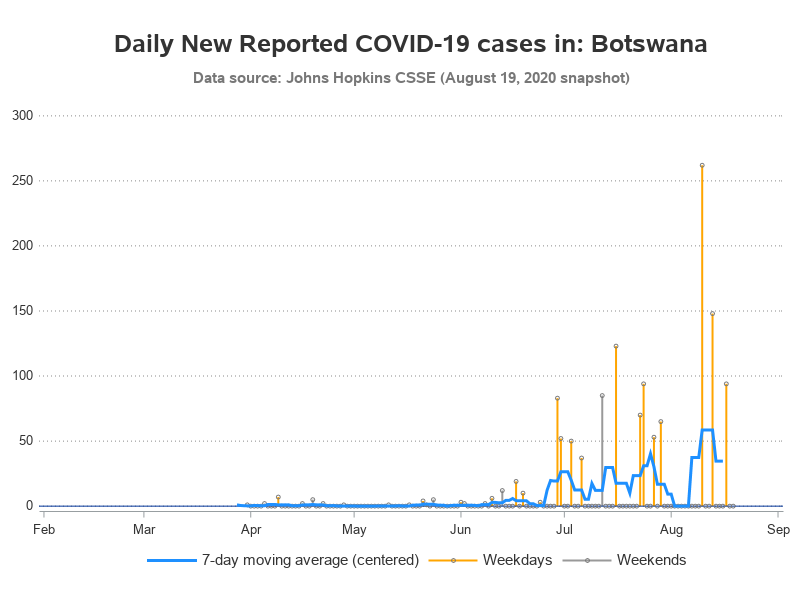 Daily New Reported COVID-19 cases in: Botswana
Data source: Johns Hopkins CSSE (August 19, 2020 snapshot)
300
250
200
150
100
50
0
Feb Mar Apr May Jun Jul Aug Sep
7-day moving average (centered) Weekdays Weekends